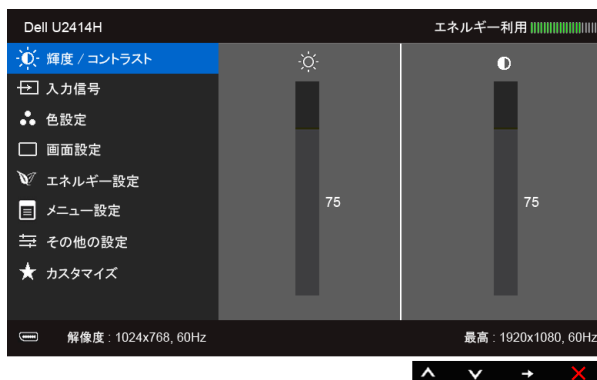 Dell U2414H エネルギー利用
輝度 / コントラスト
入力信号
色設定
画面設定
エネルギー設定
メニュー設定
その他の設定
カスタマイズ
75 75
解像度 : 1024x768, 60Hz 最高 : 1920x1080, 60Hz